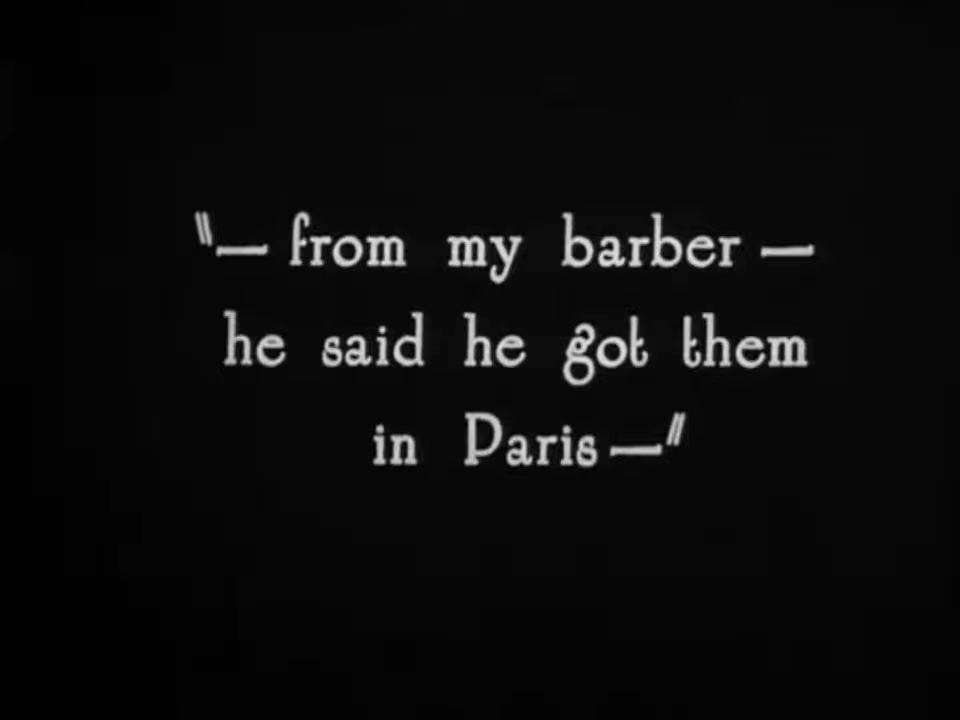 "— from my barber —
he said he got them
in Paris —"